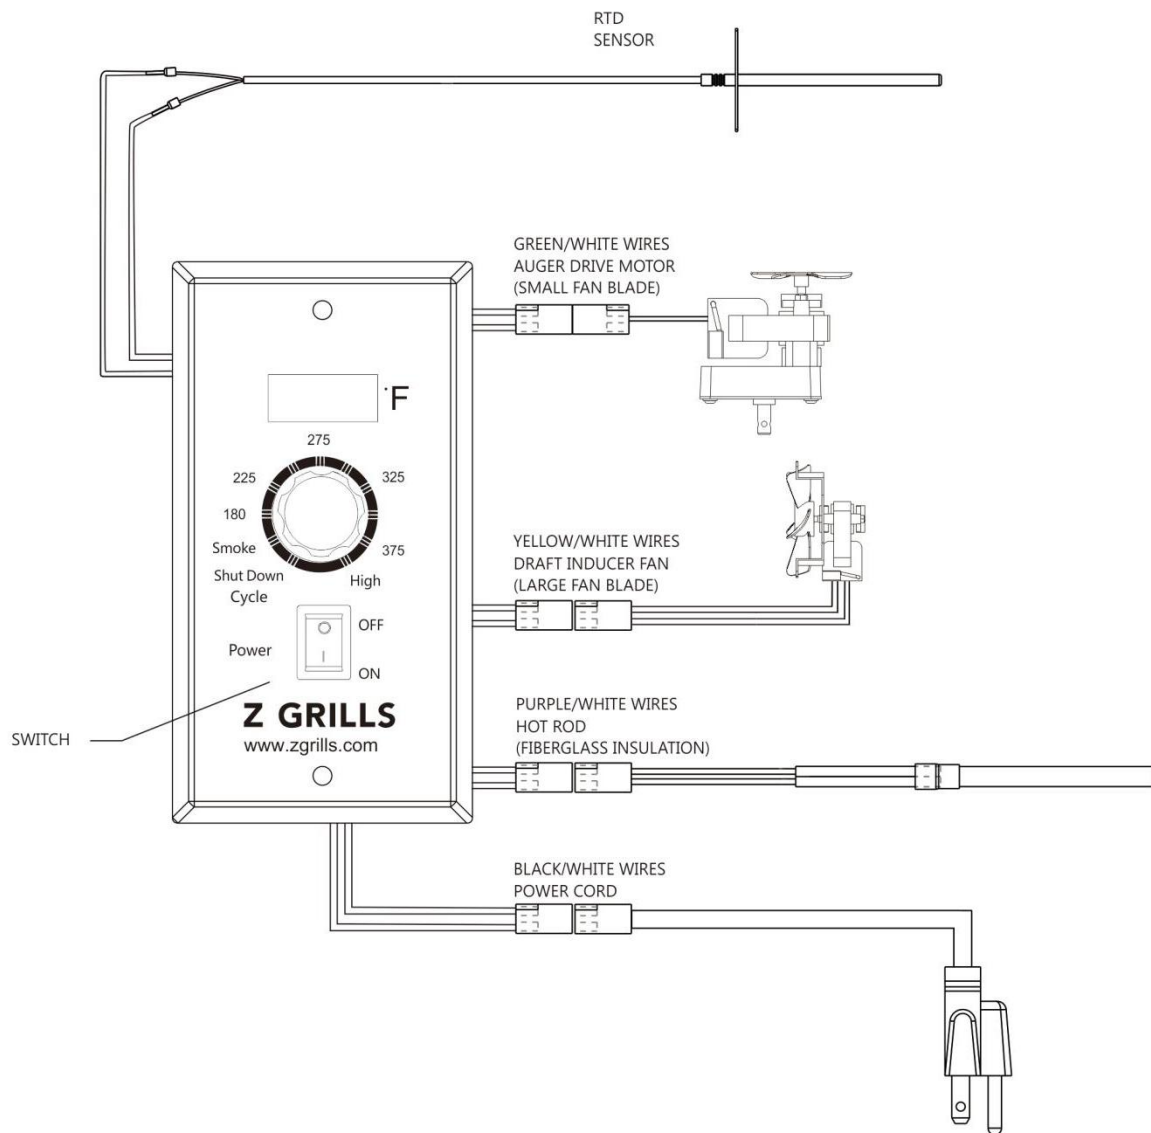 RTD
SENSOR
GREEN/WHITE WIRES
AUGER DRIVE MOTOR
(SMALL FAN BLADE)
°F
275
225
325
180
Smoke
375
Shut Down
Cycle
High
YELLOW/WHITE WIRES
DRAFT INDUCER FAN
(LARGE FAN BLADE)
OFF
Power
ON
SWITCH
Z GRILLS
www.zgrills.com
PURPLE/WHITE WIRES
HOT ROD
(FIBERGLASS INSULATION)
BLACK/WHITE WIRES
POWER CORD